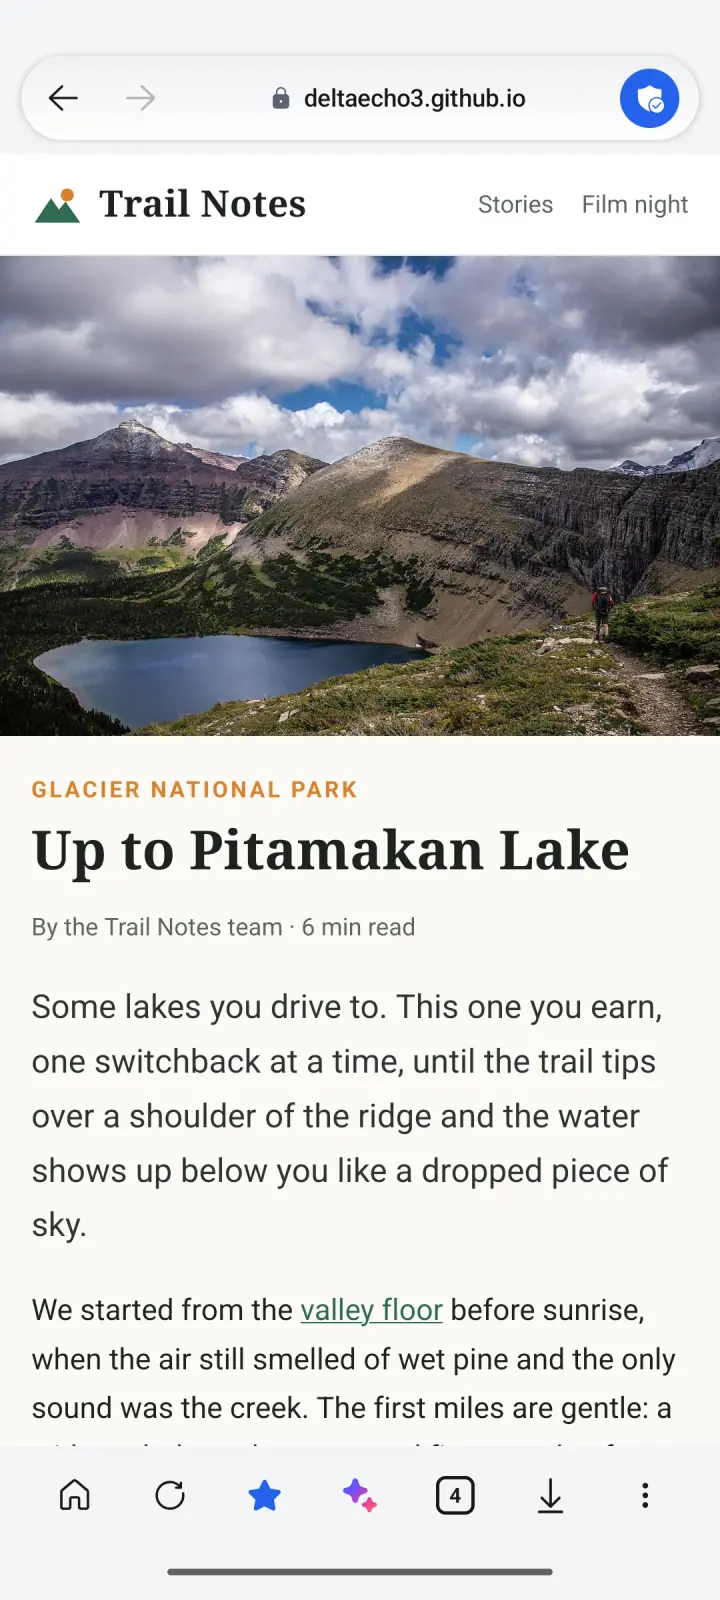 deltaecho3.github.io
Trail Notes
Stories
Film night
GLACIER NATIONAL PARK
Up to Pitamakan Lake
By the Trail Notes team · 6 min read
Some lakes you drive to. This one you earn,
one switchback at a time, until the trail tips
over a shoulder of the ridge and the water
shows up below you like a dropped piece of
sky.
We started from the valley floor before sunrise,
when the air still smelled of wet pine and the only
sound was the creek. The first miles are gentle: a
4